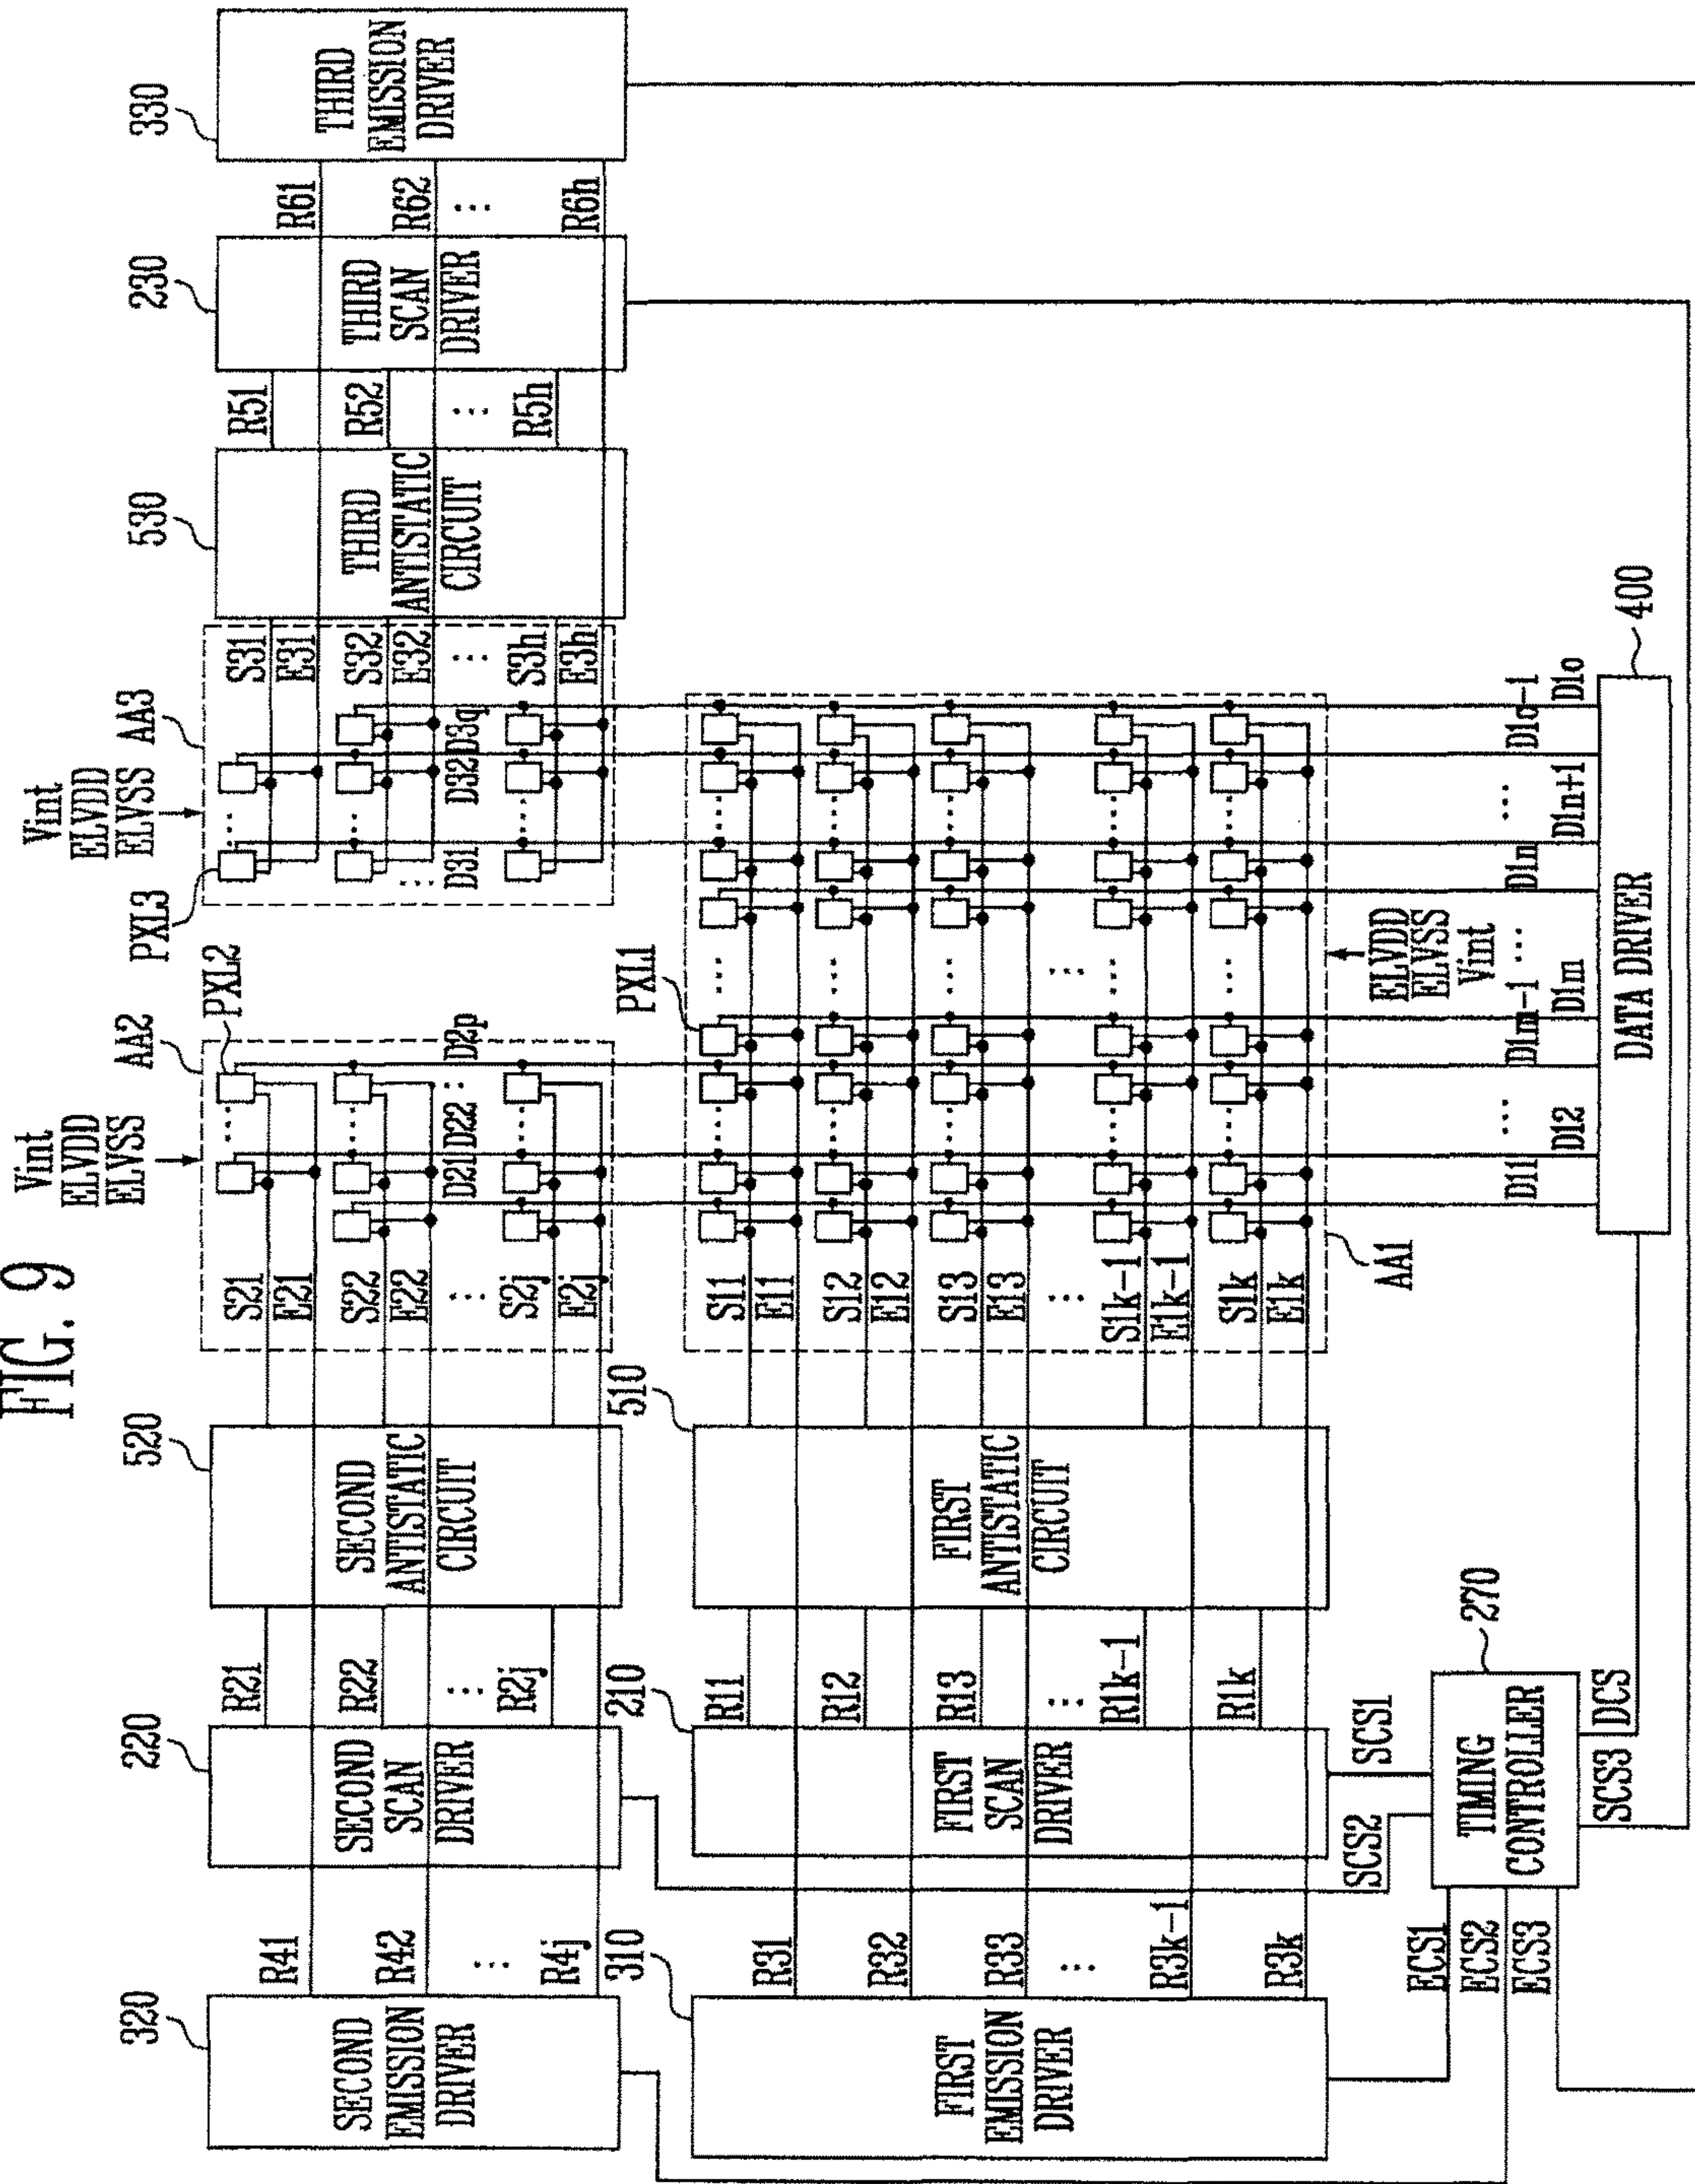 FIG. 9
320
SECOND
EMISSION
DRIVER
R41
R42
R4j
220
SECOND
SCAN
DRIVER
R21
R22
R2j
520
SECOND
ANTISTATIC
CIRCUIT
Vint
ELVDD
ELVSS
AA2
PXL2
S21
E21
S22
E22
S2j
E2j
D21
D22
D2p
Vint
ELVDD
ELVSS
AA3
PXL3
S31
E31
S32
E32
S3h
E3h
D31
D32
D3q
530
THIRD
ANTISTATIC
CIRCUIT
R51
R52
R5h
230
THIRD
SCAN
DRIVER
R61
R62
R6h
330
THIRD
EMISSION
DRIVER
310
FIRST
EMISSION
DRIVER
R31
R32
R33
R3k-1
R3k
210
FIRST
SCAN
DRIVER
R11
R12
R13
R1k-1
R1k
510
FIRST
ANTISTATIC
CIRCUIT
PXL1
S11
E11
S12
E12
S13
E13
S1k-1
E1k-1
S1k
E1k
AA1
ELVDD
ELVSS
Vint
D11
D12
D1m-1
D1m
D1n
D1n+1
D1o-1
D1o
400
DATA DRIVER
270
TIMING
CONTROLLER
SCS1
SCS2
ECS1
ECS2
ECS3
SCS3
DCS